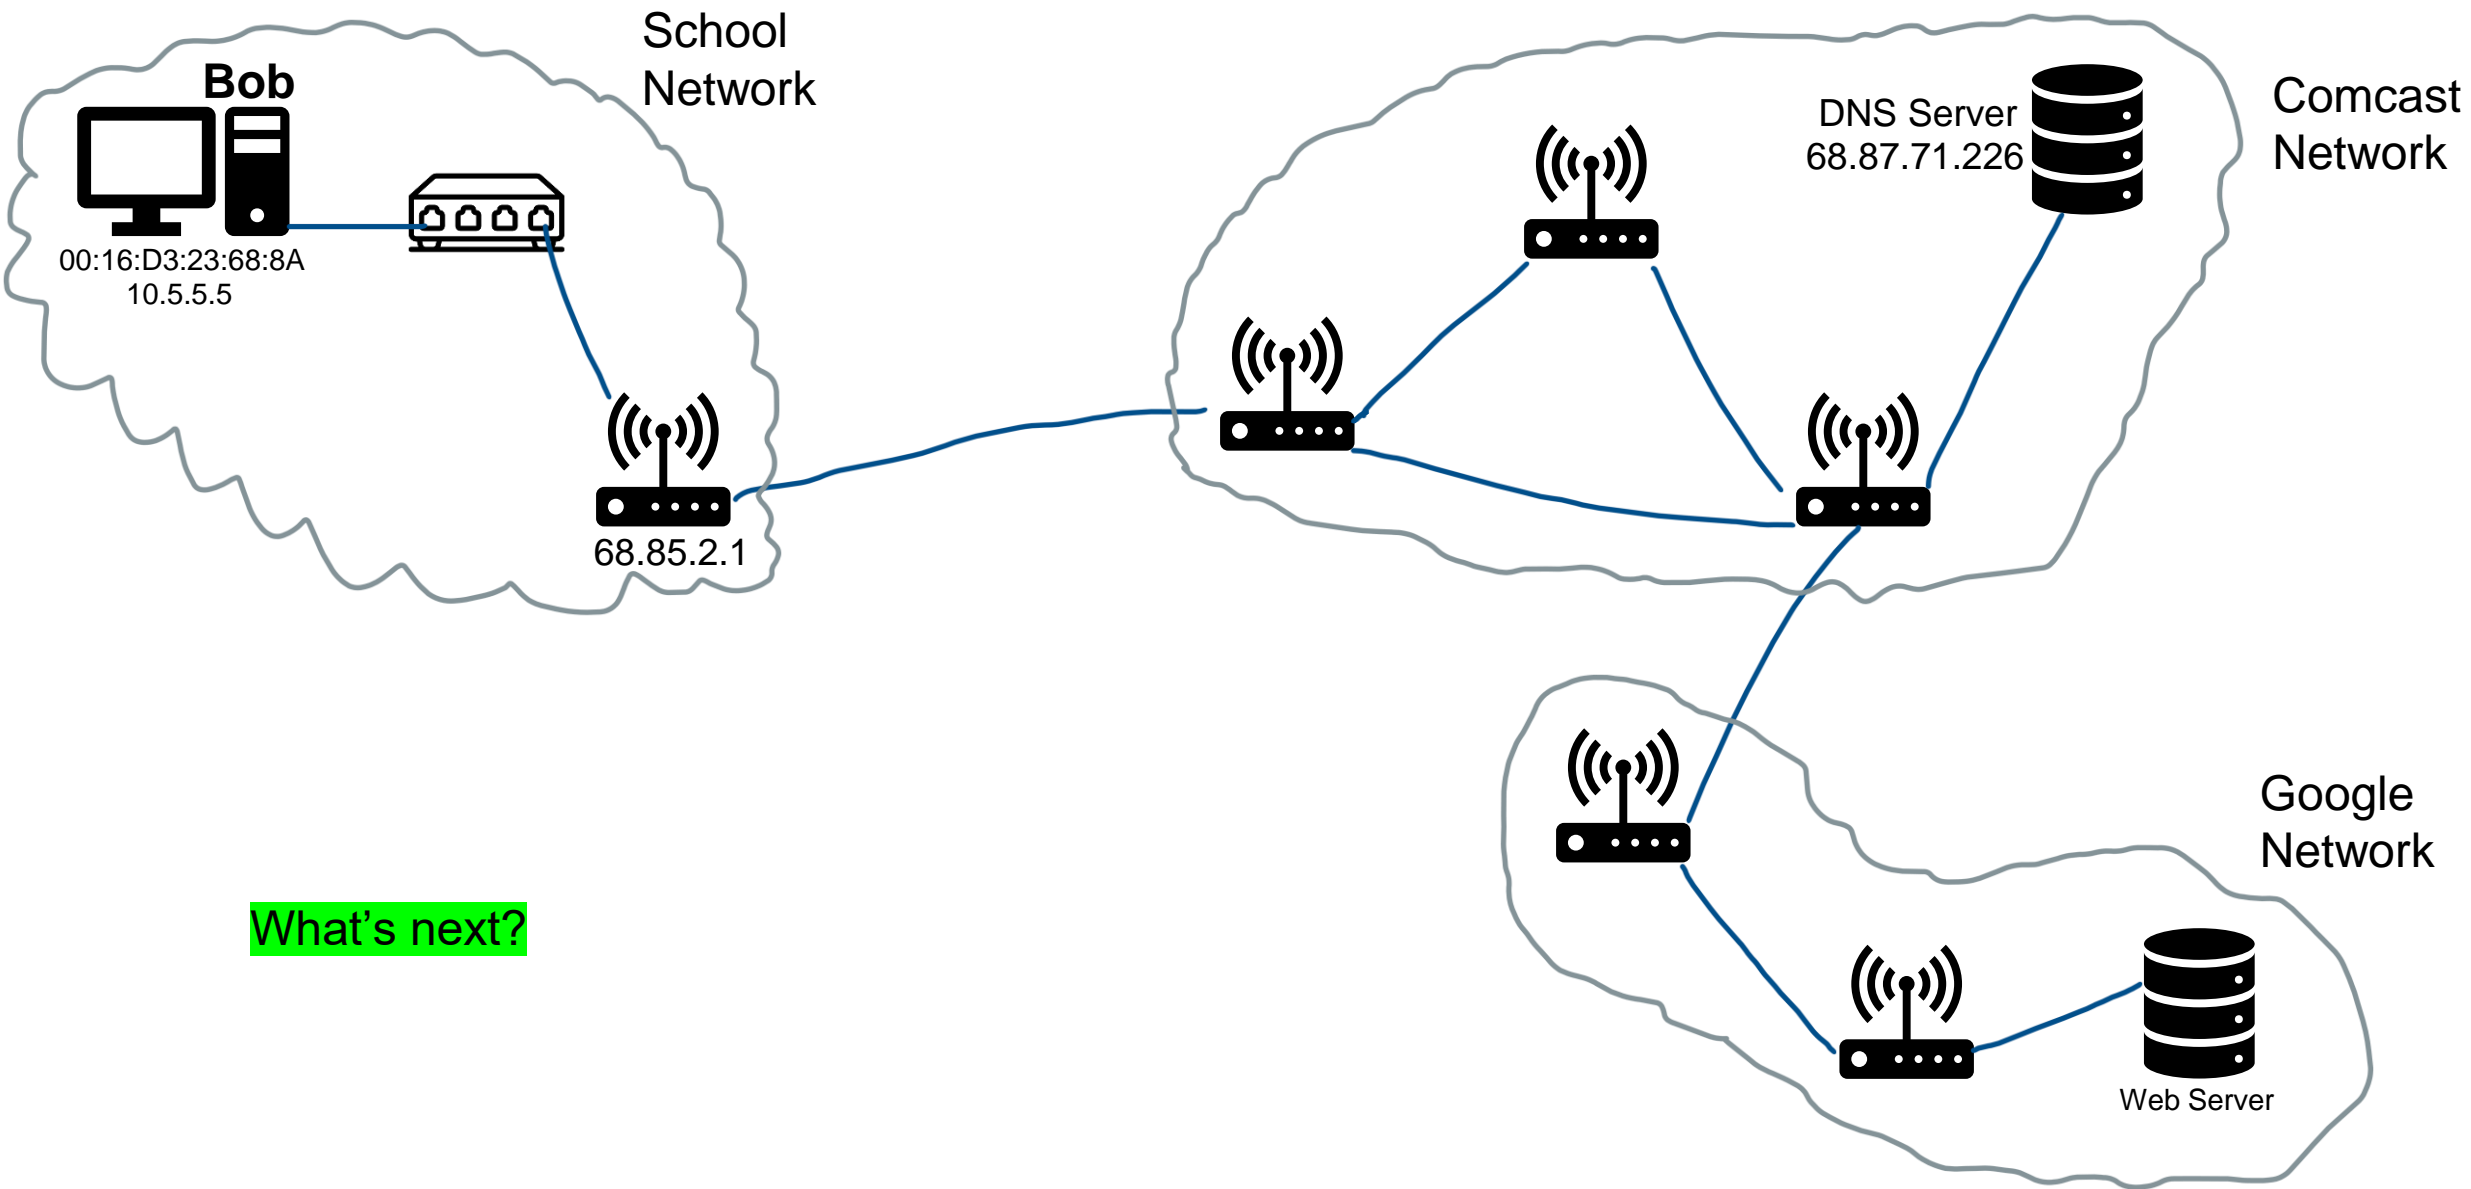 School
Network
Bob
00:16:D3:23:68:8A
10.5.5.5
68.85.2.1
DNS Server
68.87.71.226
Comcast
Network
Google
Network
Web Server
What’s next?